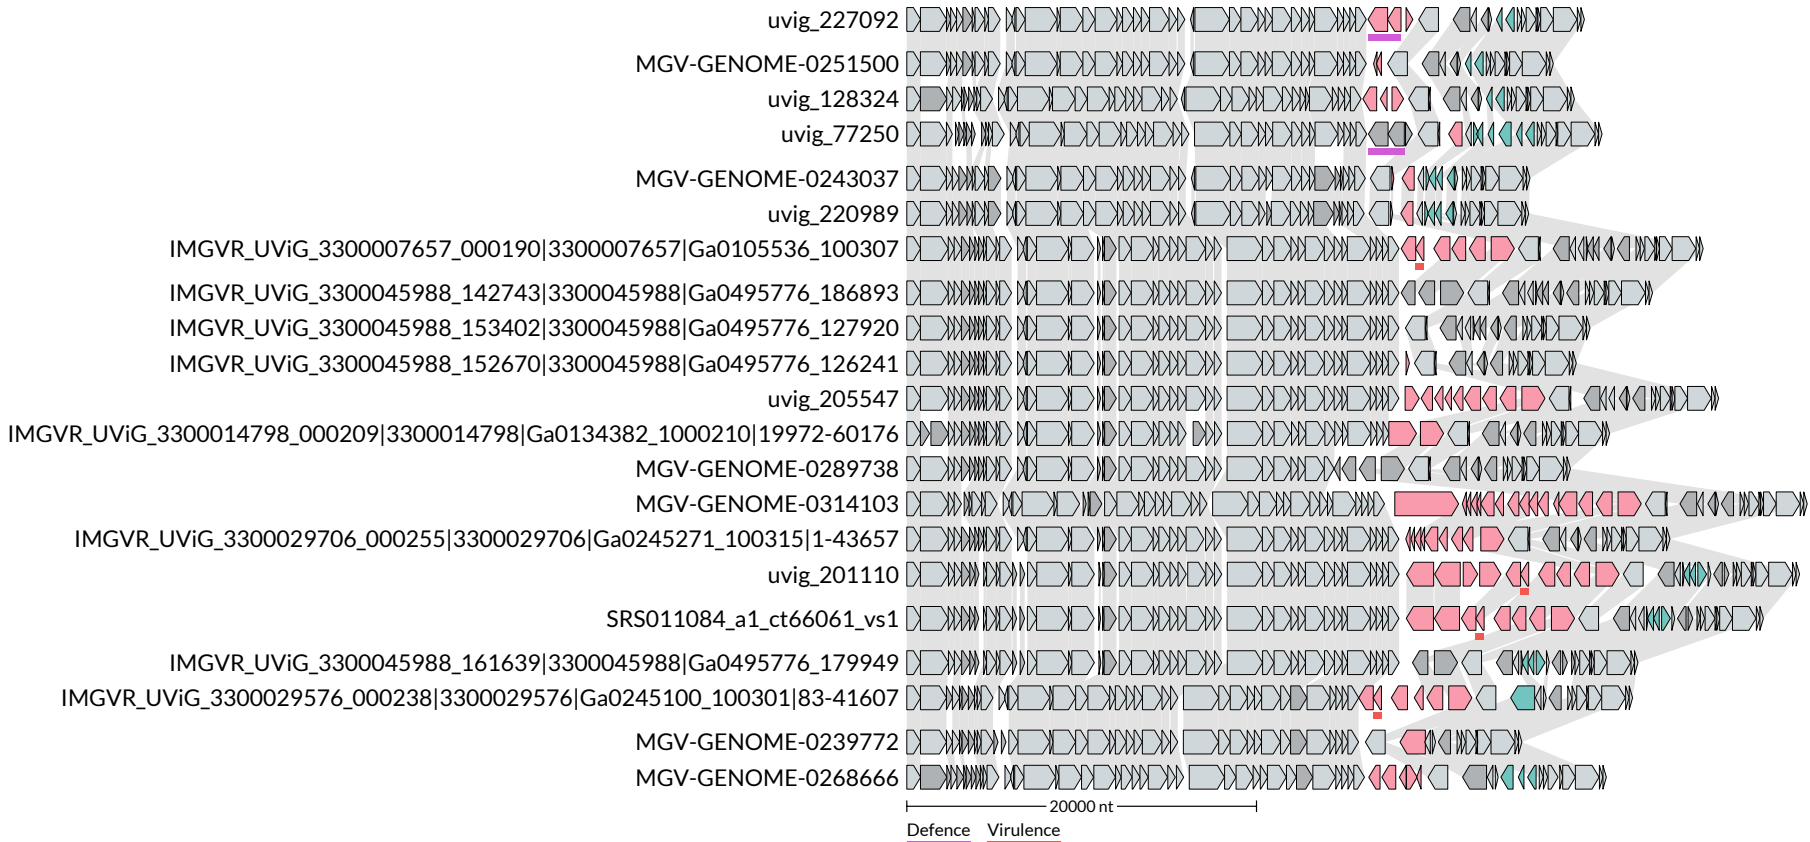 uvig_227092
MGV-GENOME-0251500
uvig_128324
uvig_77250
MGV-GENOME-0243037
uvig_220989
IMGVR_UViG_3300007657_000190|3300007657|Ga0105536_100307
IMGVR_UViG_3300045988_142743|3300045988|Ga0495776_186893
IMGVR_UViG_3300045988_153402|3300045988|Ga0495776_127920
IMGVR_UViG_3300045988_152670|3300045988|Ga0495776_126241
uvig_205547
IMGVR_UViG_3300014798_000209|3300014798|Ga0134382_1000210|19972-60176
MGV-GENOME-0289738
MGV-GENOME-0314103
IMGVR_UViG_3300029706_000255|3300029706|Ga0245271_100315|1-43657
uvig_201110
SRS011084_a1_ct66061_vs1
IMGVR_UViG_3300045988_161639|3300045988|Ga0495776_179949
IMGVR_UViG_3300029576_000238|3300029576|Ga0245100_100301|83-41607
MGV-GENOME-0239772
MGV-GENOME-0268666
20000 nt
Defence Virulence